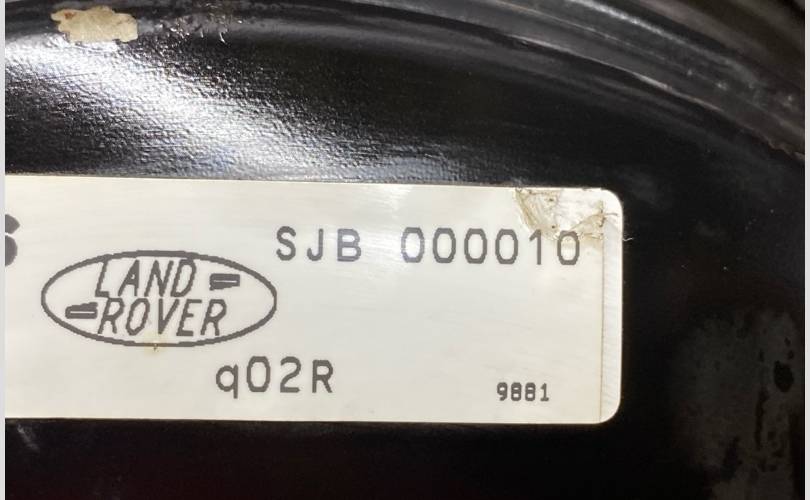 SJB 000010
LAND
ROVER
q02R
9881